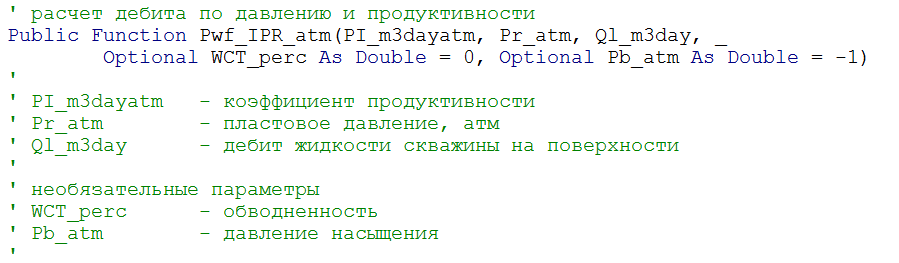 ' расчет дебита по давлению и продуктивности
Public Function Pwf_IPR_atm(PI_m3dayatm, Pr_atm, Ql_m3day, _
        Optional WCT_perc As Double = 0, Optional Pb_atm As Double = -1)
'
' PI_m3dayatm   - коэффициент продуктивности
' Pr_atm        - пластовое давление, атм
' Ql_m3day      - дебит жидкости скважины на поверхности
'
' необязательные параметры
' WCT_perc      - обводненность
' Pb_atm        - давление насыщения
'